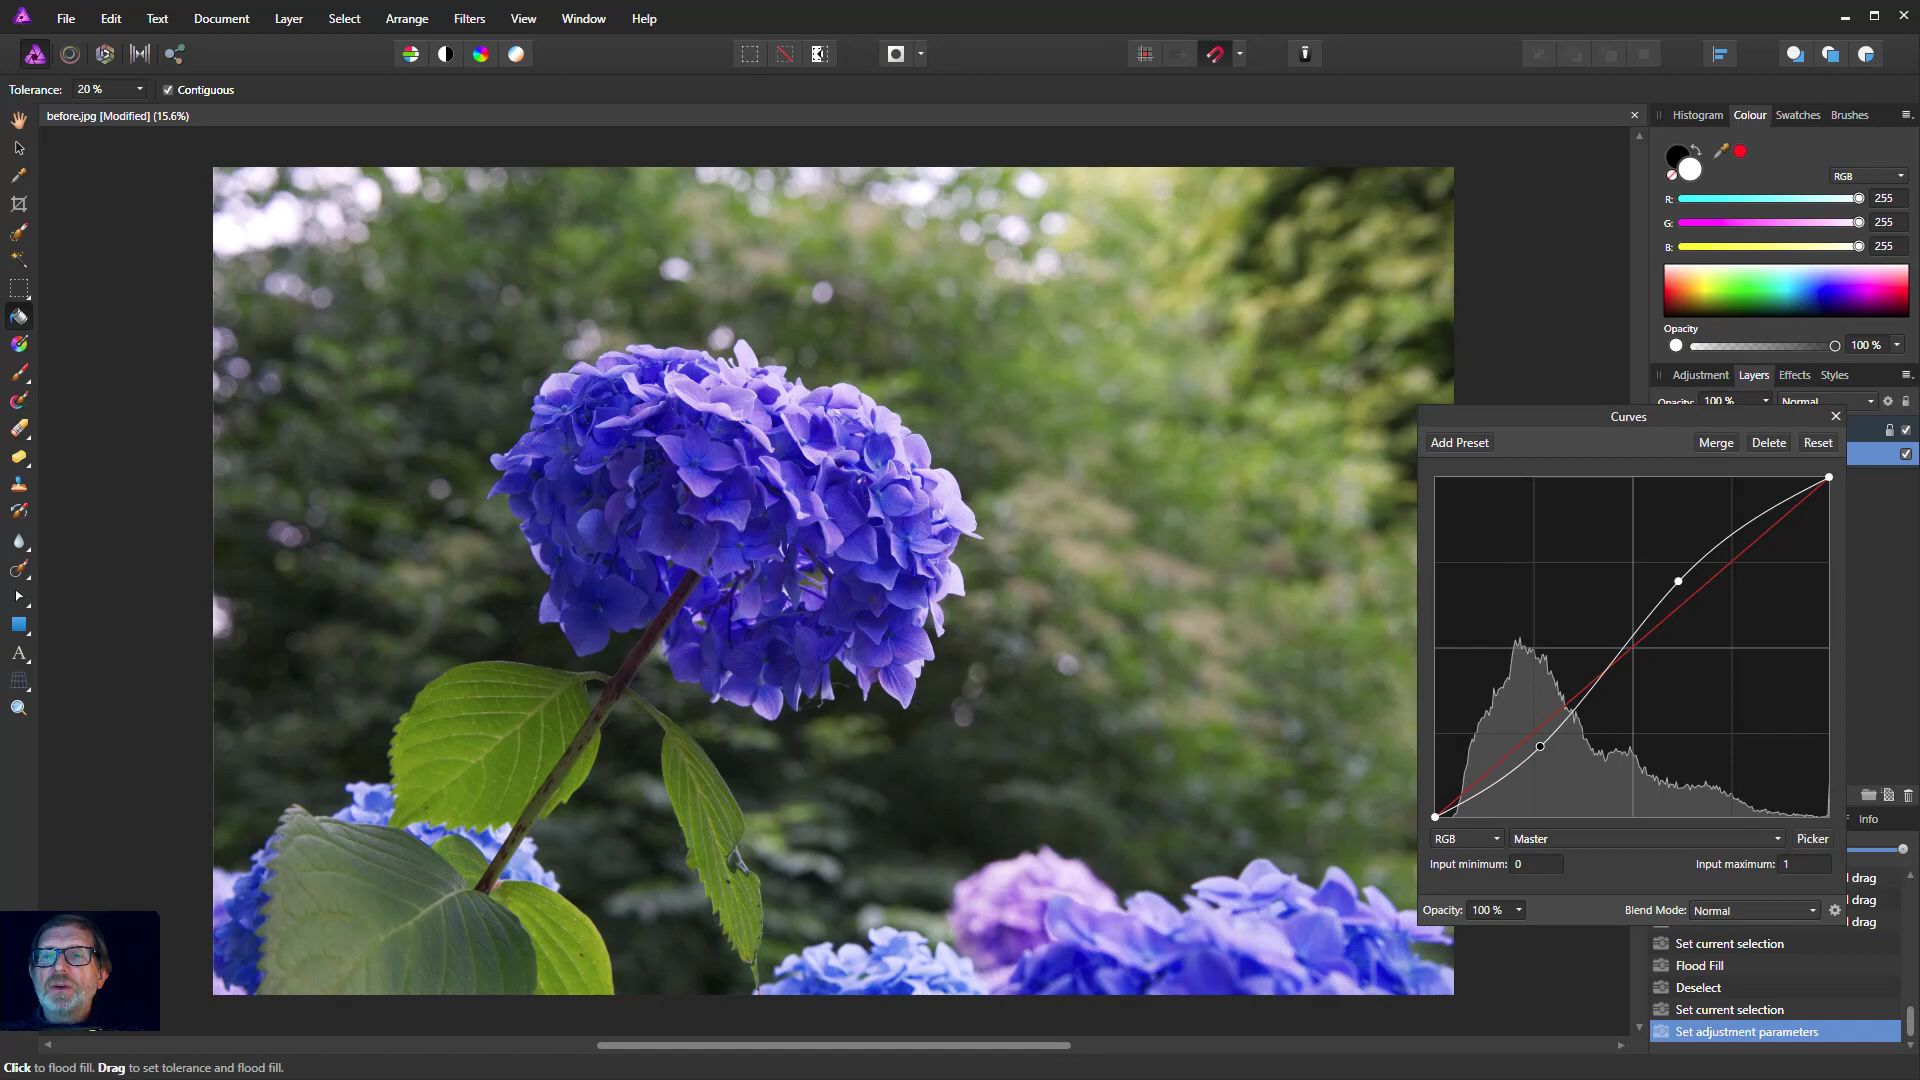 File Edit Text Document Layer Select Arrange Filters View Window Help
Tolerance: 20 % Contiguous
before.jpg [Modified] (15.6%)
Histogram Colour Swatches Brushes
RGB
R: 255
G: 255
B: 255
Opacity
100 %
Adjustment Layers Effects Styles
Opacity: 100 % Normal
Curves
Add Preset Merge Delete Reset
RGB Master Picker
Input minimum: 0 Input maximum: 1
Opacity: 100 % Blend Mode: Normal
Info
d drag
d drag
d drag
Set current selection
Flood Fill
Deselect
Set current selection
Set adjustment parameters
Click to flood fill. Drag to set tolerance and flood fill.